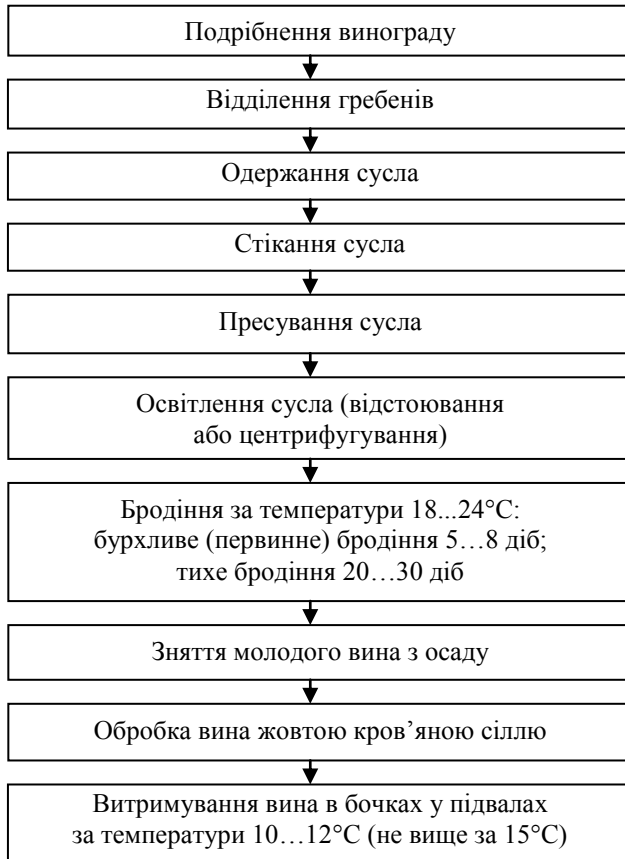 Подрібнення винограду
Відділення гребенів
Одержання сусла
Стікання сусла
Пресування сусла
Освітлення сусла (відстоювання
або центрифугування)
Бродіння за температури 18...24°С:
бурхливе (первинне) бродіння 5…8 діб;
тихе бродіння 20…30 діб
Зняття молодого вина з осаду
Обробка вина жовтою кров’яною сіллю
Витримування вина в бочках у підвалах
за температури 10…12°С (не вище за 15°С)